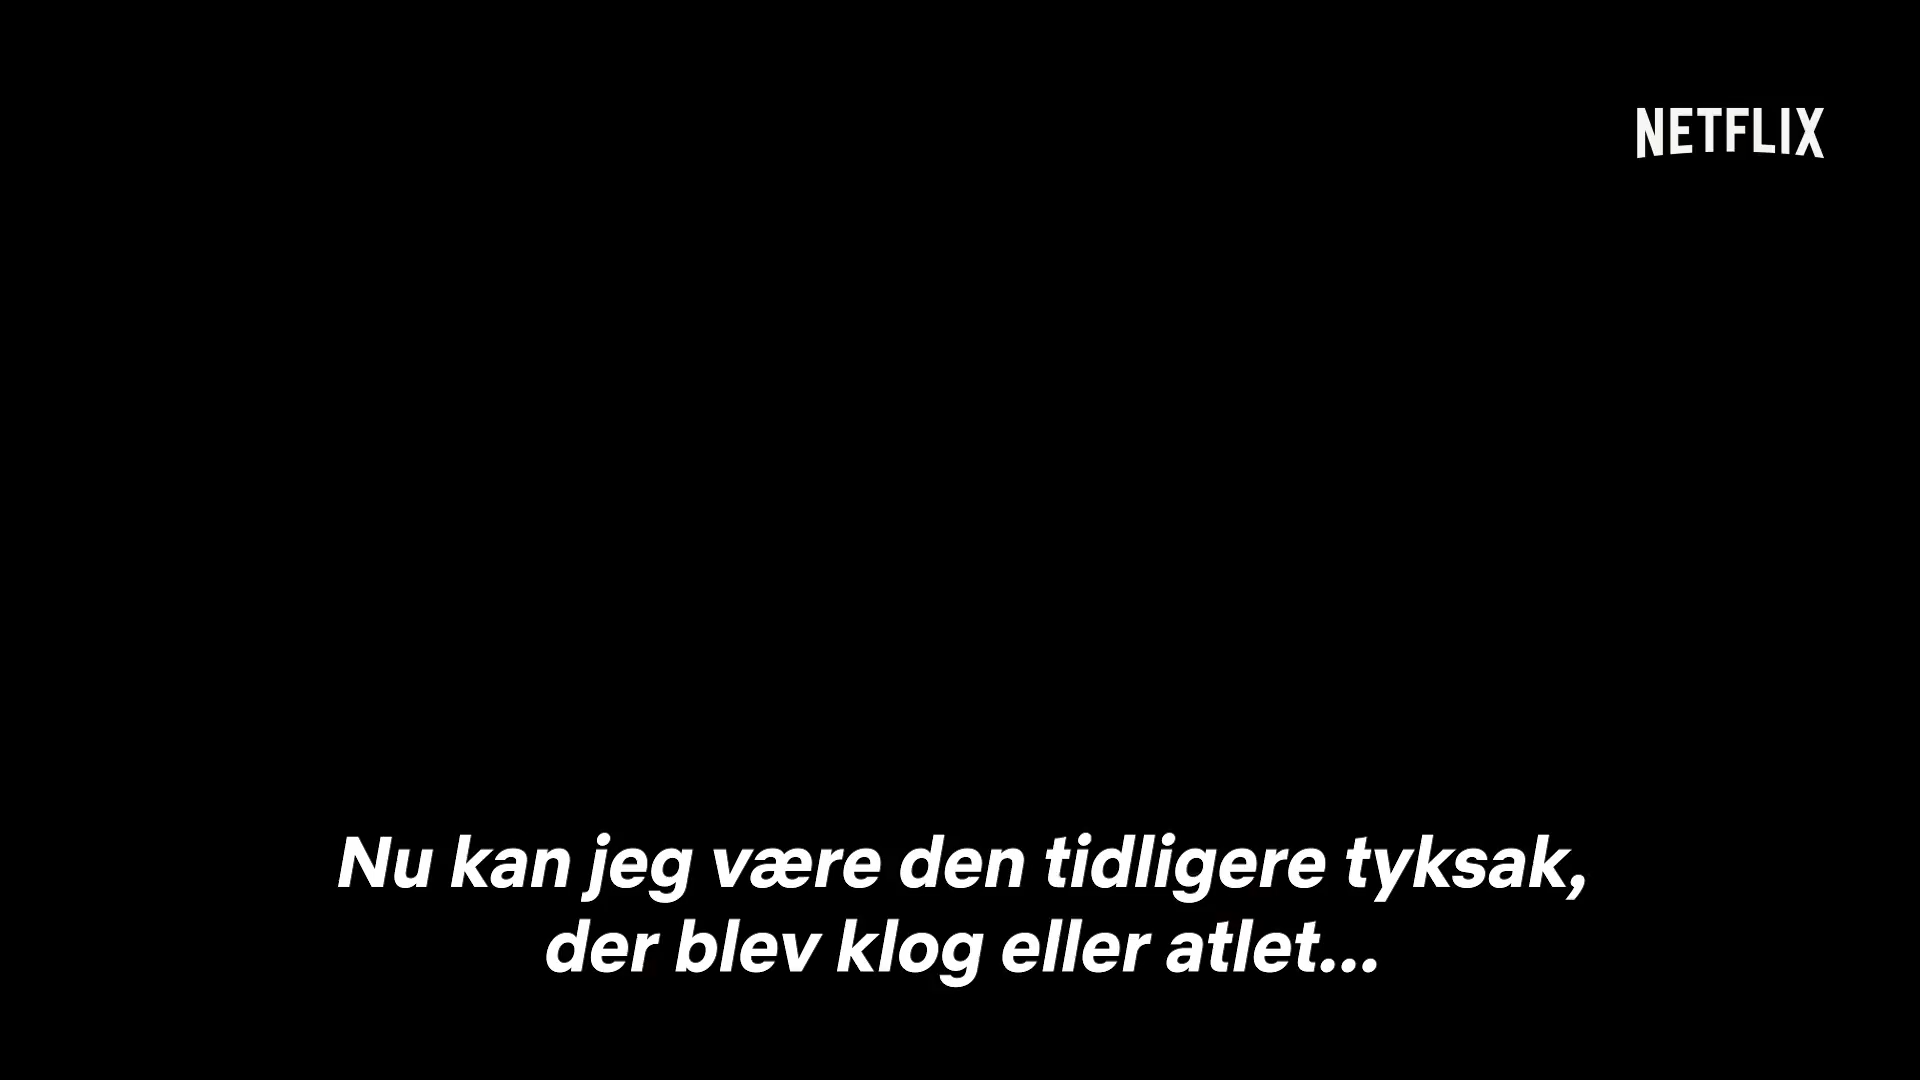 NETFLIX
Nu kan jeg være den tidligere tyksak,
der blev klog eller atlet...